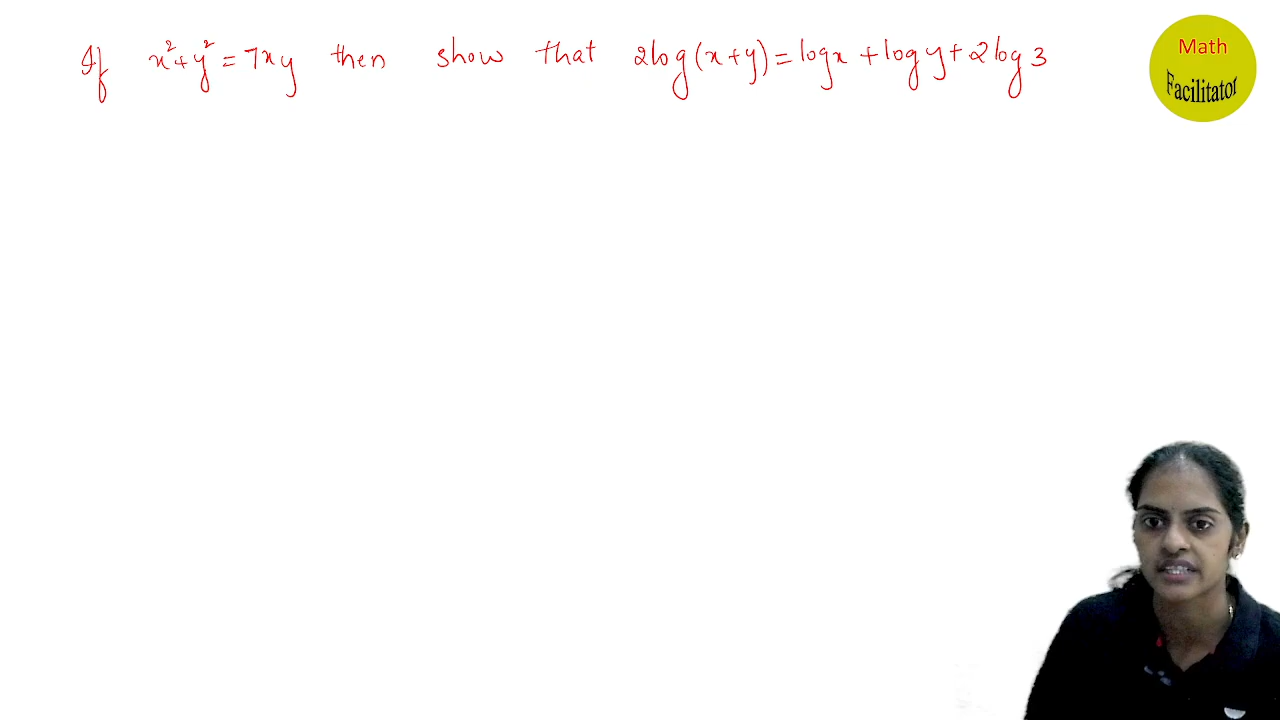 If x² + y² = 7xy then show that 2log(x+y) = logx + logy + 2log3
Math
Facilitator